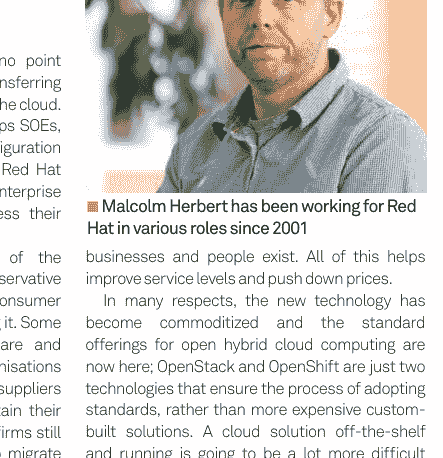 no point
nsferring
he cloud.
ps SOEs,
iguration
Red Hat
nterprise
ess their
of the
servative
onsumer
it. Some
are and
nisations
suppliers
ain their
irms still
migrate
Malcolm Herbert has been working for Red
Hat in various roles since 2001
businesses and people exist. All of this helps
improve service levels and push down prices.
In many respects, the new technology has
become commoditized and the standard
offerings for open hybrid cloud computing are
now here; OpenStack and OpenShift are just two
technologies that ensure the process of adopting
standards, rather than more expensive custom-
built solutions. A cloud solution off-the-shelf
and running is going to be a lot more difficult